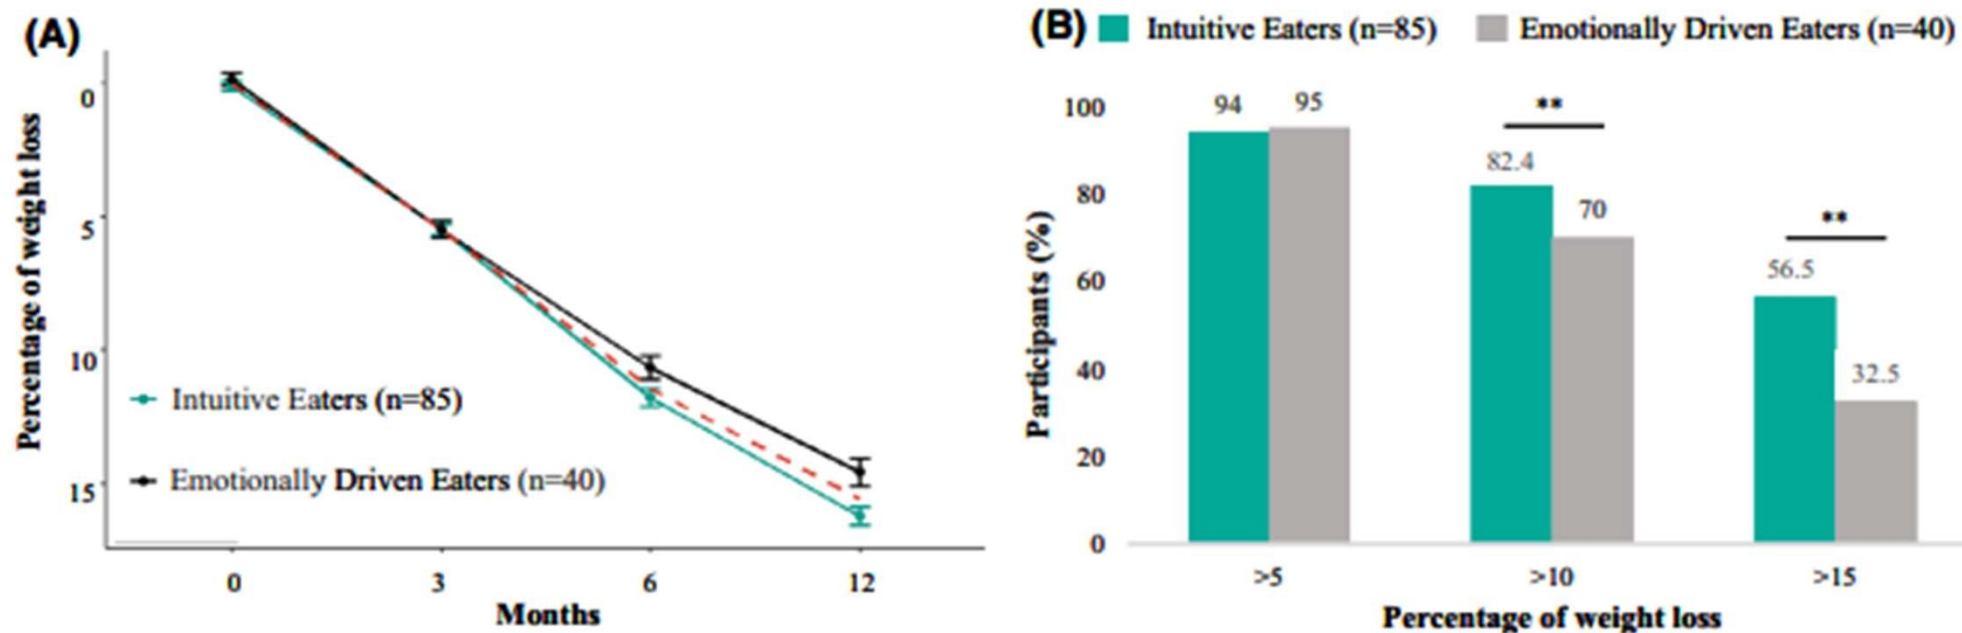 (A)
Percentage of weight loss
0
5
10
15
Intuitive Eaters (n=85)
Emotionally Driven Eaters (n=40)
0 3 6 12
Months
(B) Intuitive Eaters (n=85) Emotionally Driven Eaters (n=40)
Participants (%)
100
80
60
40
20
0
94 95
**
82.4
70
**
56.5
32.5
>5 >10 >15
Percentage of weight loss